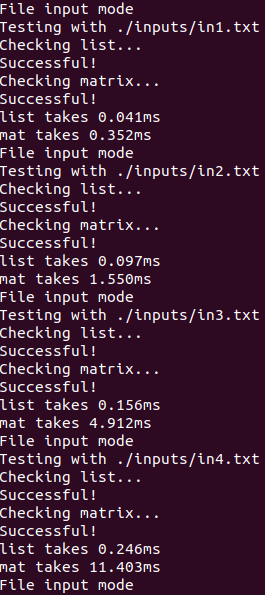 File input mode
Testing with ./inputs/in1.txt
Checking list...
Successful!
Checking matrix...
Successful!
list takes 0.041ms
mat takes 0.352ms
File input mode
Testing with ./inputs/in2.txt
Checking list...
Successful!
Checking matrix...
Successful!
list takes 0.097ms
mat takes 1.550ms
File input mode
Testing with ./inputs/in3.txt
Checking list...
Successful!
Checking matrix...
Successful!
list takes 0.156ms
mat takes 4.912ms
File input mode
Testing with ./inputs/in4.txt
Checking list...
Successful!
Checking matrix...
Successful!
list takes 0.246ms
mat takes 11.403ms
File input mode